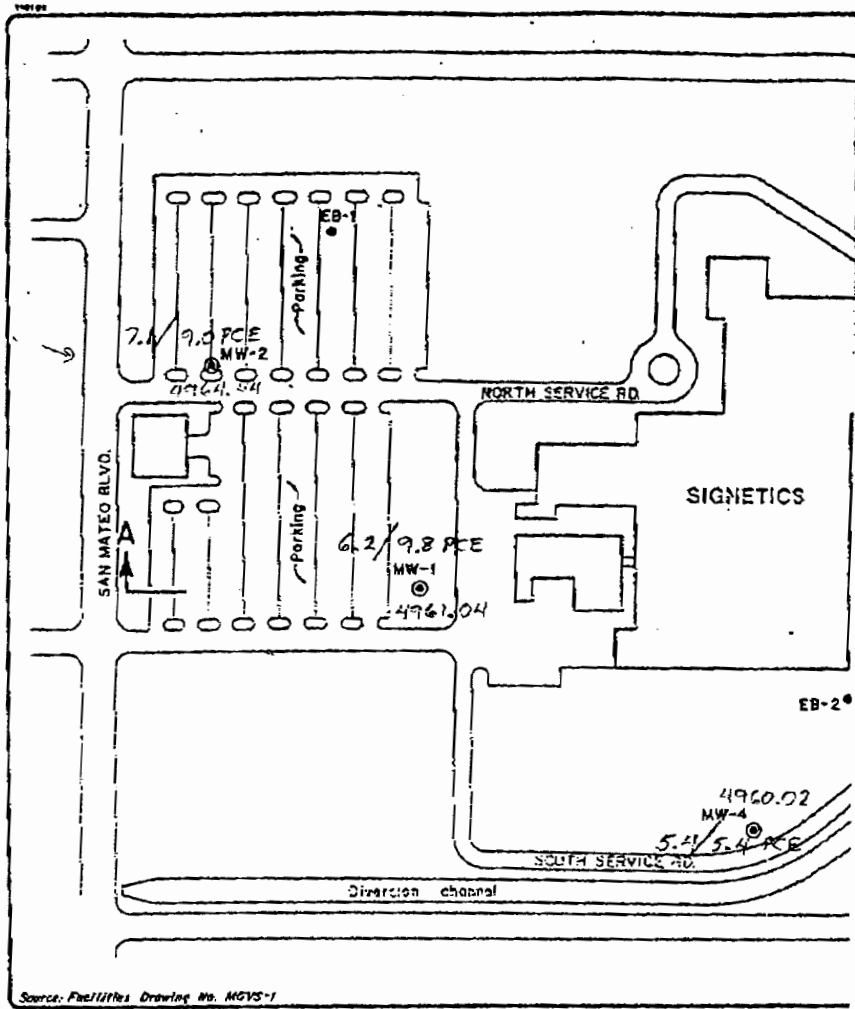 EB-1
Parking
7.1/9.0 PCE
MW-2
4964.44
NORTH SERVICE RD.
SAN MATEO BLVD.
SIGNETICS
A
Parking
6.2/9.8 PCE
MW-1
4961.04
EB-2
4960.02
MW-4
5.4/5.4 PCE
SOUTH SERVICE RD.
Diversion channel
Source: Facilities Drawing No. MGVS-1